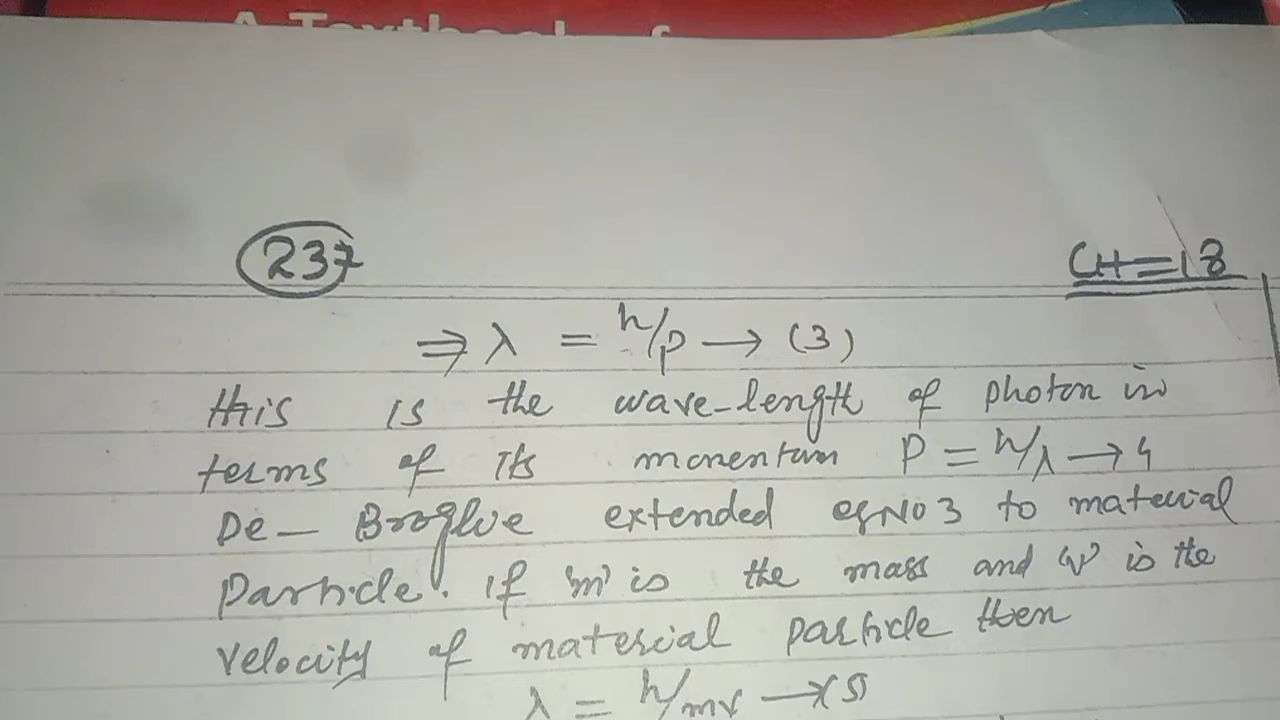 A Textbook of
237
CH=18
⇒ λ = h/p → (3)
this is the wave-length of photon in
terms of its momentum P = h/λ → 4
De - Broglie extended eqNO3 to material
Particle. if 'm' is the mass and 'v' is the
velocity of material particle then
λ = h/mv → (5)